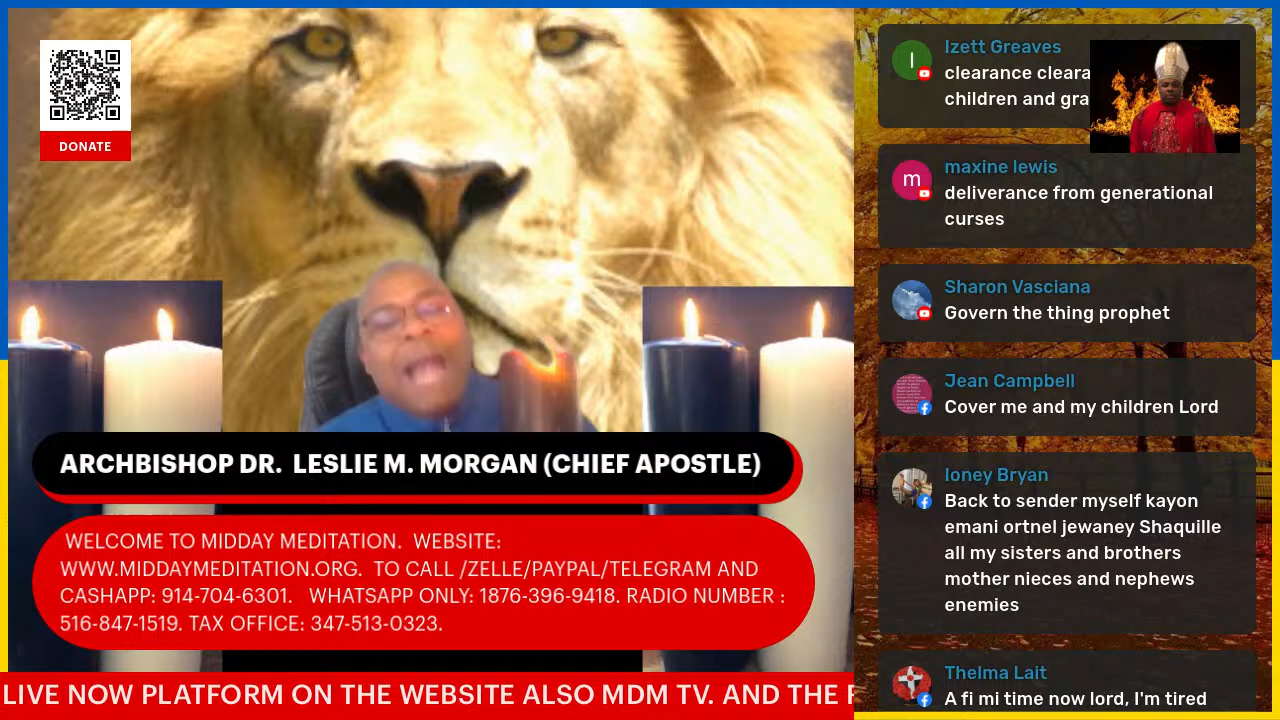 DONATE
ARCHBISHOP DR. LESLIE M. MORGAN (CHIEF APOSTLE)
WELCOME TO MIDDAY MEDITATION. WEBSITE:
WWW.MIDDAYMEDITATION.ORG. TO CALL /ZELLE/PAYPAL/TELEGRAM AND
CASHAPP: 914-704-6301. WHATSAPP ONLY: 1876-396-9418. RADIO NUMBER :
516-847-1519. TAX OFFICE: 347-513-0323.
LIVE NOW PLATFORM ON THE WEBSITE ALSO MDM TV. AND THE
I
Izett Greaves
clearance
children and
m
maxine lewis
deliverance from generational
curses
Sharon Vasciana
Govern the thing prophet
Jean Campbell
Cover me and my children Lord
Ioney Bryan
Back to sender myself kayon
emani ortnel jewaney Shaquille
all my sisters and brothers
mother nieces and nephews
enemies
Thelma Lait
A fi mi time now lord, I'm tired